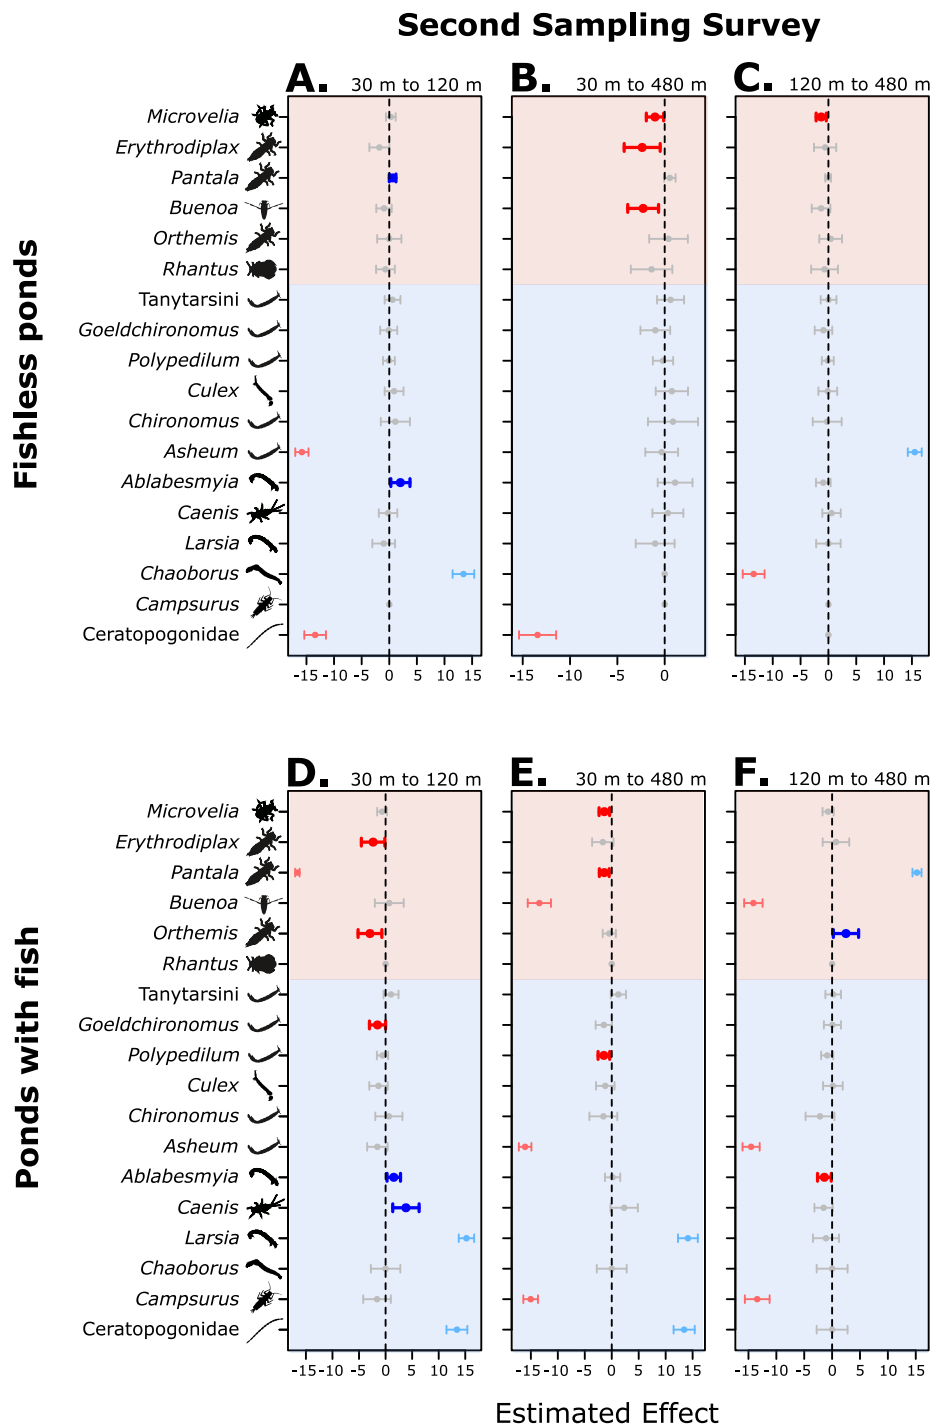 Second Sampling Survey
A. 30 m to 120 m
B. 30 m to 480 m
C. 120 m to 480 m
Fishless ponds
Microvelia
Erythrodiplax
Pantala
Buenoa
Orthemis
Rhantus
Tanytarsini
Goeldchironomus
Polypedilum
Culex
Chironomus
Asheum
Ablabesmyia
Caenis
Larsia
Chaoborus
Campsurus
Ceratopogonidae
-15 -10 -5 0 5 10 15
-15 -10 -5 0
-15 -10 -5 0 5 10 15
D. 30 m to 120 m
E. 30 m to 480 m
F. 120 m to 480 m
Ponds with fish
Microvelia
Erythrodiplax
Pantala
Buenoa
Orthemis
Rhantus
Tanytarsini
Goeldchironomus
Polypedilum
Culex
Chironomus
Asheum
Ablabesmyia
Caenis
Larsia
Chaoborus
Campsurus
Ceratopogonidae
-15 -10 -5 0 5 10 15
-15 -10 -5 0 5 10 15
-15 -10 -5 0 5 10 15
Estimated Effect